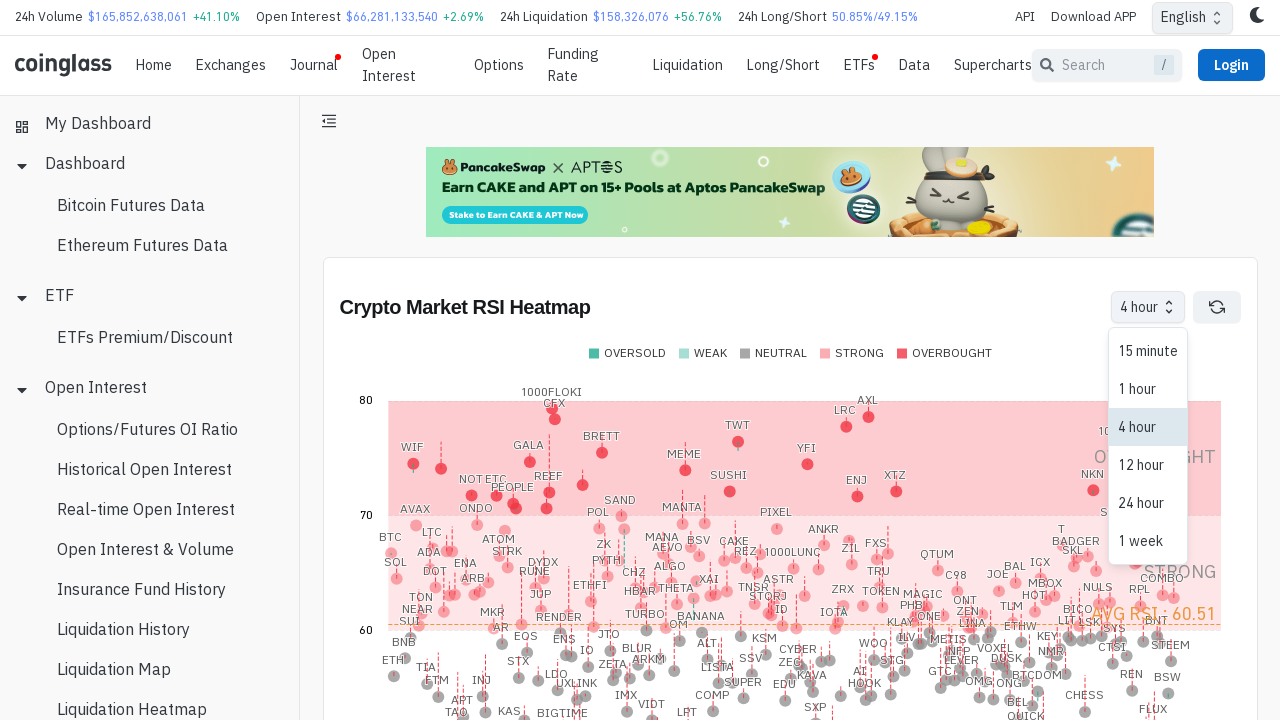 24h Volume $165,852,638,061 +41.10% Open Interest $66,281,133,540 +2.69% 24h Liquidation $158,326,076 +56.76% 24h Long/Short 50.85%/49.15% API Download APP English
coinglass Home Exchanges Journal Open Interest Options Funding Rate Liquidation Long/Short ETFs Data Supercharts Search / Login
My Dashboard
Dashboard
Bitcoin Futures Data
Ethereum Futures Data
ETF
ETFs Premium/Discount
Open Interest
Options/Futures OI Ratio
Historical Open Interest
Real-time Open Interest
Open Interest & Volume
Insurance Fund History
Liquidation History
Liquidation Map
Liquidation Heatmap
PancakeSwap X APTOS
Earn CAKE and APT on 15+ Pools at Aptos PancakeSwap
Stake to Earn CAKE & APT Now
Crypto Market RSI Heatmap
4 hour
15 minute
1 hour
4 hour
12 hour
24 hour
1 week
OVERSOLD WEAK NEUTRAL STRONG OVERBOUGHT
80
1000FLOKI
CFX
AXL
LRC
TWT
BRETT
GALA
WIF
MEME
YFI
SUSHI
REEF
NOT
ETC
PEOPLE
ENJ
XTZ
NKN
70
SAND
AVAX
ONDO
POL
MANTA
PIXEL
ANKR
BTC
LTC
ATOM
STRK
ZK
MANA
AEVO
BSV
CAKE
REZ
1000LUNC
ZIL
FXS
T
BADGER
SKL
SOL
ADA
DOT
ENA
ARB
DYDX
RUNE
PYTH
CHZ
ALGO
XAI
ASTR
TNSR
TRU
QTUM
C98
JOE
BAL
IGX
STRONG
COMBO
TON
NEAR
SUI
MKR
JUP
ETHFI
HBAR
THETA
STORJ
ID
ZRX
TOKEN
MAGIC
PHB
ONT
ZEN
MBOX
HOT
NULS
RPL
AR
RENDER
TURBO
OM
BANANA
IOTA
KLAY
ONE
LINA
TLM
BICO
LIT
LSK
AVG RSI : 60.51
BNT
60
BNB
EOS
ENS
JTO
ALT
KSM
WOO
ILV
METIS
ETHW
KEY
SYS
CTSI
STEEM
ETH
TIA
FTM
STX
IO
BLUR
ZETA
ARKM
LISTA
SSV
CYBER
ZEC
KAVA
AI
HOOK
STG
NFP
LEVER
GTC
VOXEL
DUSK
NMR
BTCDOM
REN
BSW
INJ
LDO
UXLINK
IMX
COMP
SUPER
EDU
OMG
LONG
BEL
CHESS
APT
TAO
KAS
BIGTIME
VIDT
LPT
SXP
QUICK
FLUX